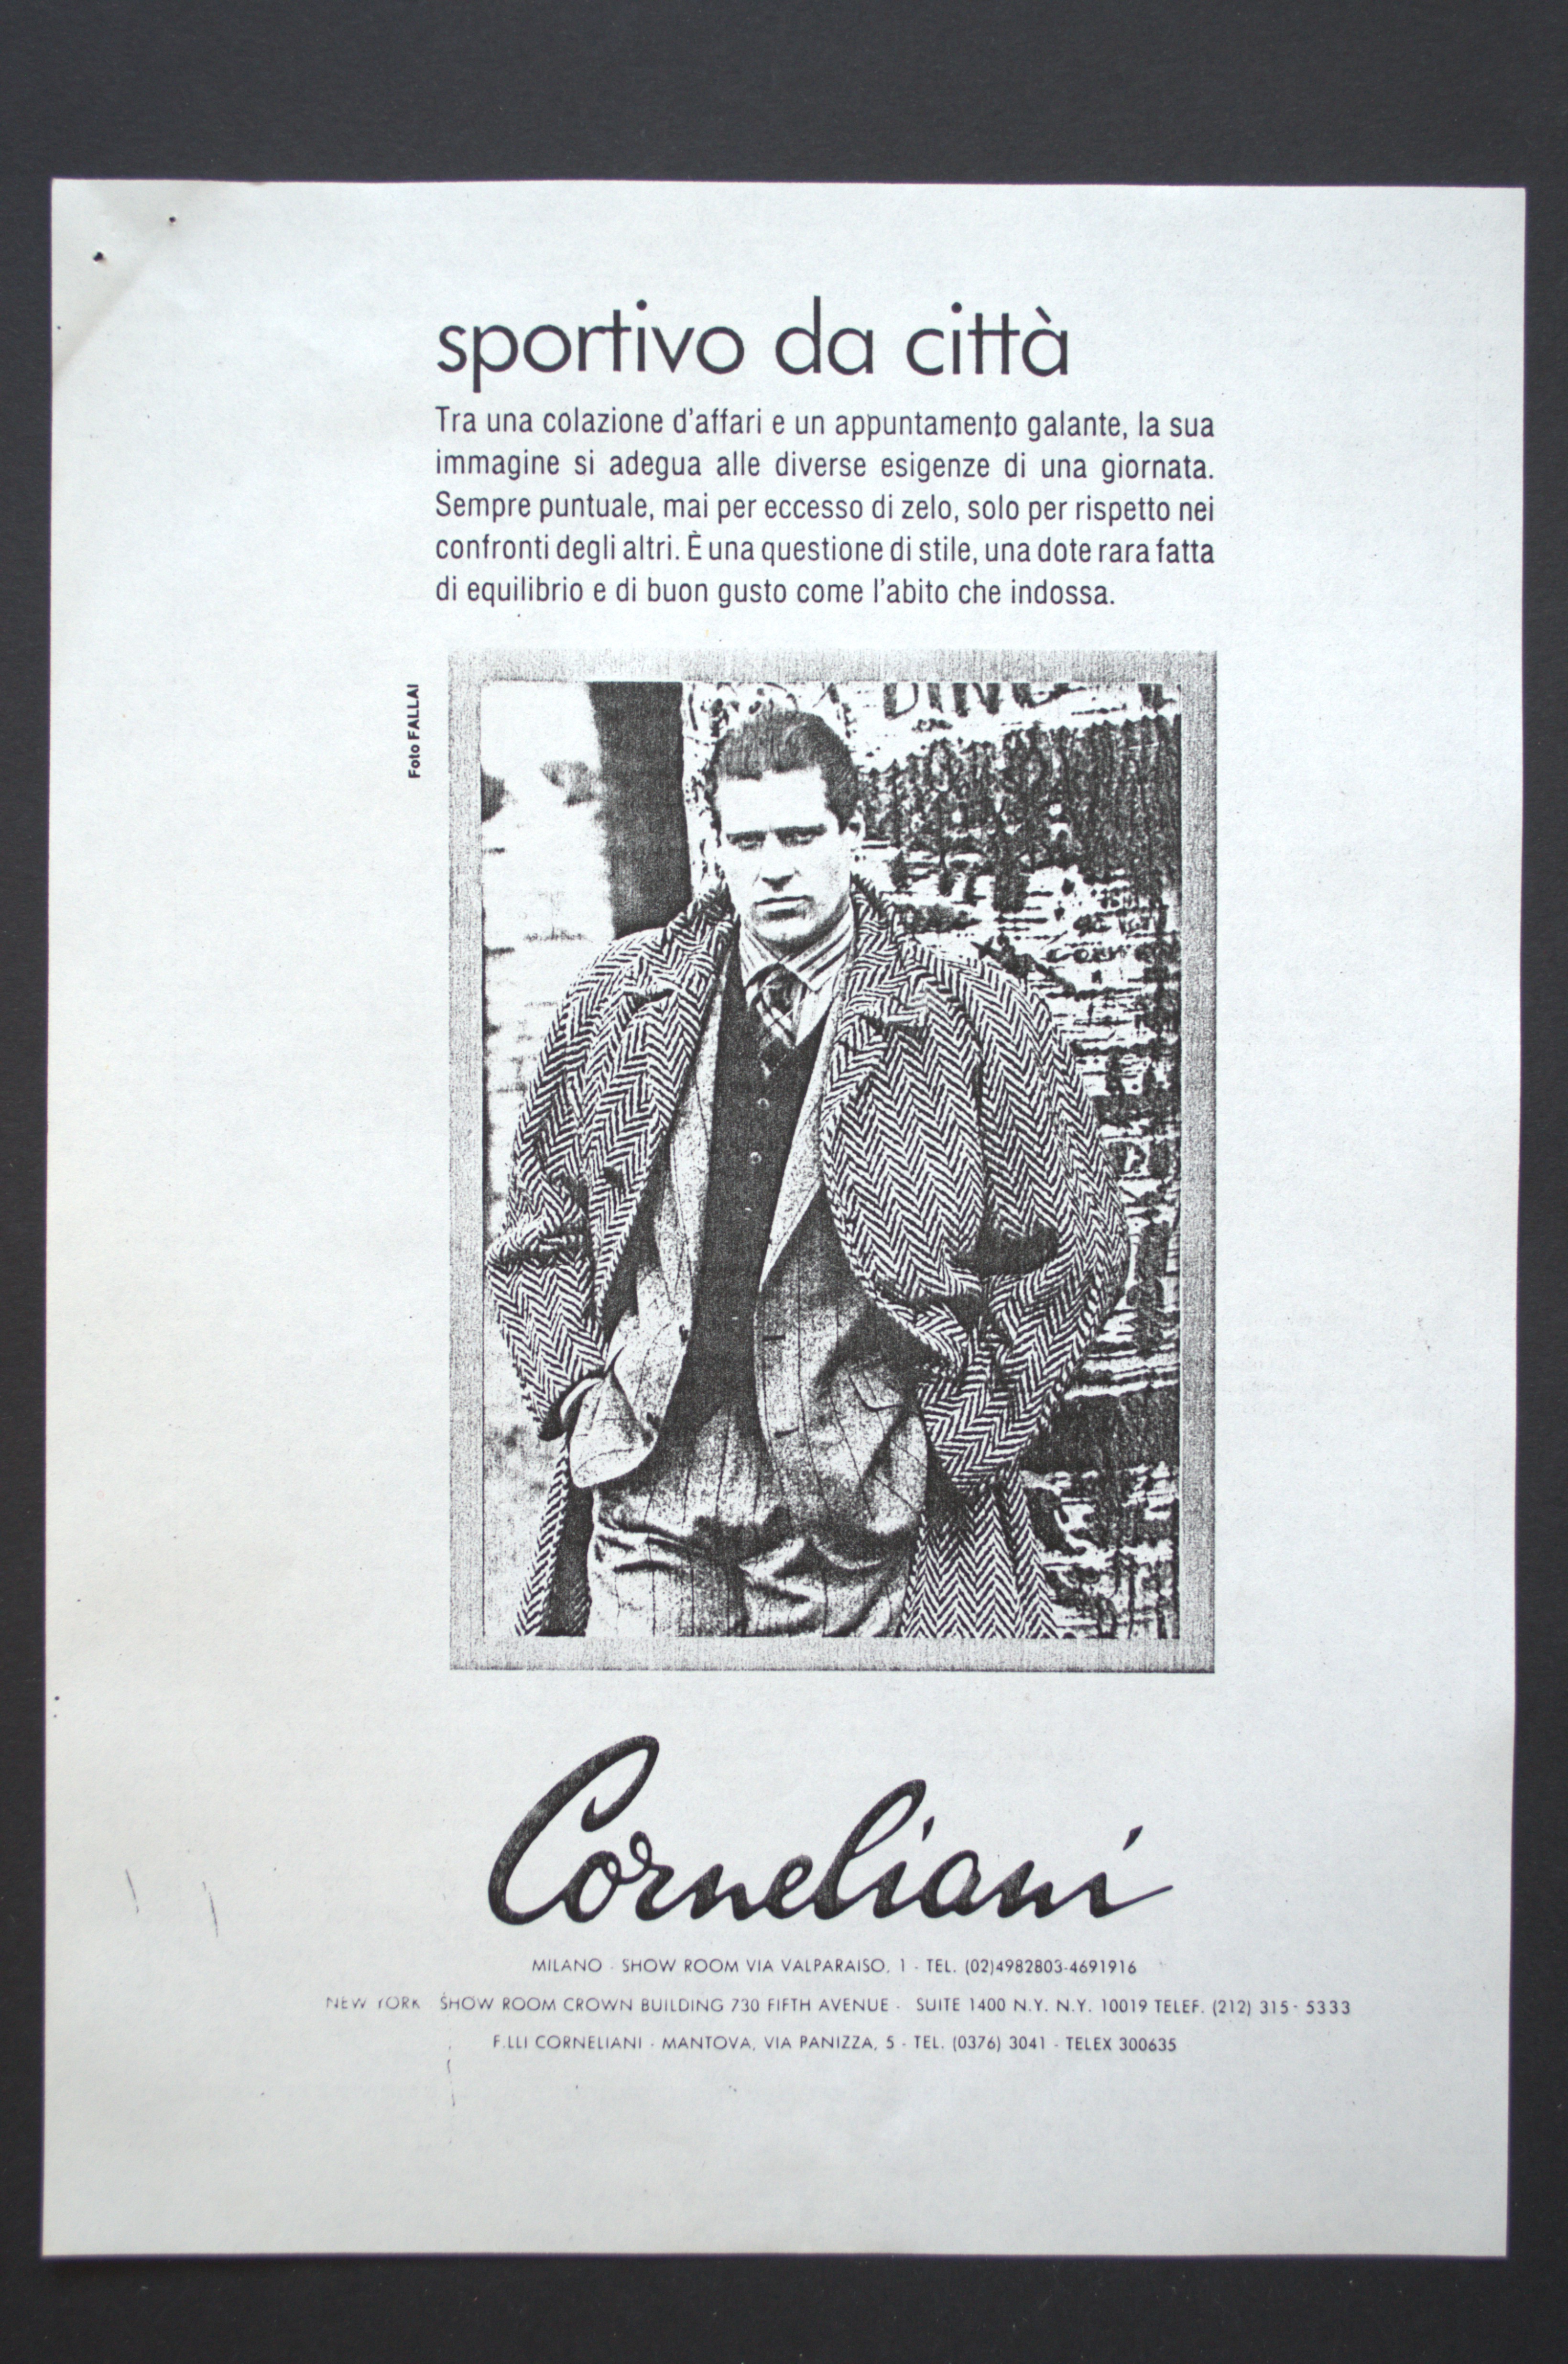 sportivo da città
Tra una colazione d'affari e un appuntamento galante, la sua
immagine si adegua alle diverse esigenze di una giornata.
Sempre puntuale, mai per eccesso di zelo, solo per rispetto nei
confronti degli altri. È una questione di stile, una dote rara fatta
di equilibrio e di buon gusto come l'abito che indossa.
Foto FALLAI
Corneliani
MILANO - SHOW ROOM VIA VALPARAISO, 1 - TEL. (02)4982803-4691916
NEW YORK SHOW ROOM CROWN BUILDING 730 FIFTH AVENUE - SUITE 1400 N.Y. N.Y. 10019 TELEF. (212) 315-5333
F.LLI CORNELIANI - MANTOVA, VIA PANIZZA, 5 - TEL. (0376) 3041 - TELEX 300635